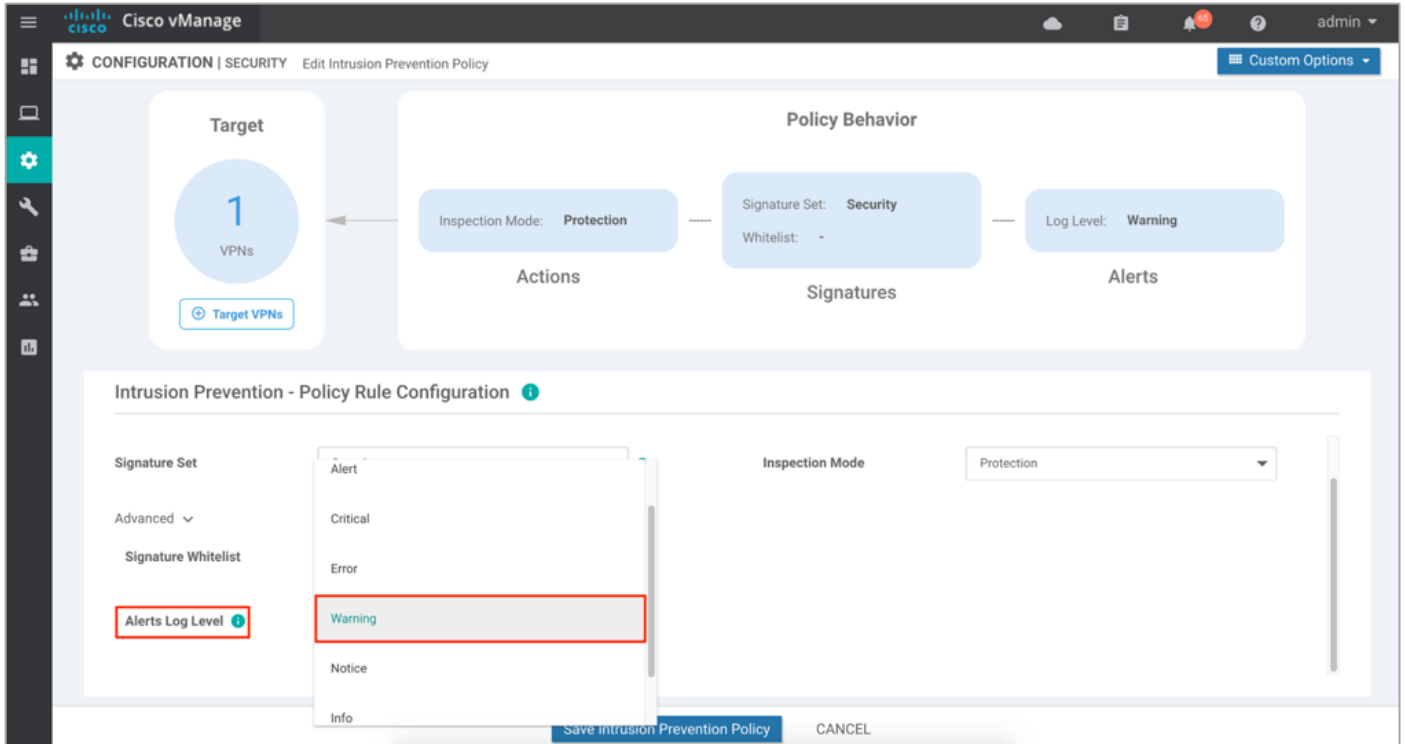 CISCO
Cisco vManage
65
admin
CONFIGURATION | SECURITY Edit Intrusion Prevention Policy
Custom Options
Target
1
VPNs
Target VPNs
Policy Behavior
Inspection Mode: Protection
Actions
Signature Set: Security
Whitelist: -
Signatures
Log Level: Warning
Alerts
Intrusion Prevention - Policy Rule Configuration
Signature Set
Inspection Mode
Protection
Advanced
Signature Whitelist
Alerts Log Level
Alert
Critical
Error
Warning
Notice
Info
Save Intrusion Prevention Policy
CANCEL